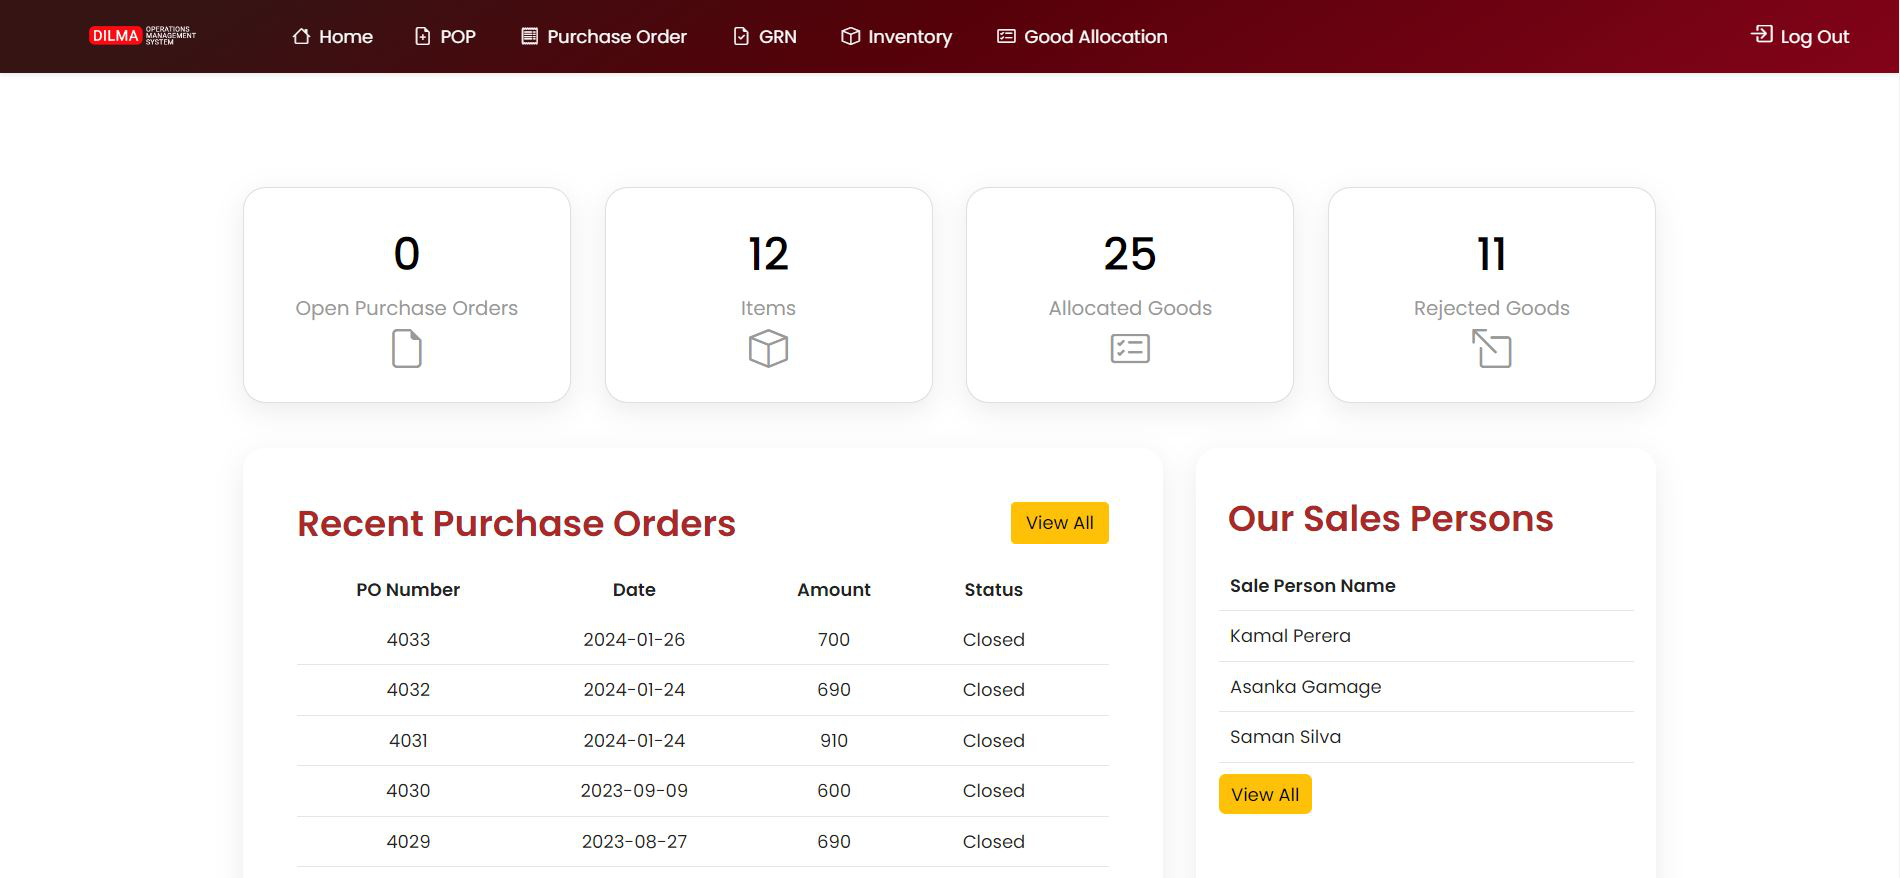 DILMA OPERATIONS MANAGEMENT SYSTEM
Home POP Purchase Order GRN Inventory Good Allocation Log Out
0 12 25 11
Open Purchase Orders Items Allocated Goods Rejected Goods
Recent Purchase Orders View All
PO Number Date Amount Status
4033 2024-01-26 700 Closed
4032 2024-01-24 690 Closed
4031 2024-01-24 910 Closed
4030 2023-09-09 600 Closed
4029 2023-08-27 690 Closed
Our Sales Persons
Sale Person Name
Kamal Perera
Asanka Gamage
Saman Silva
View All